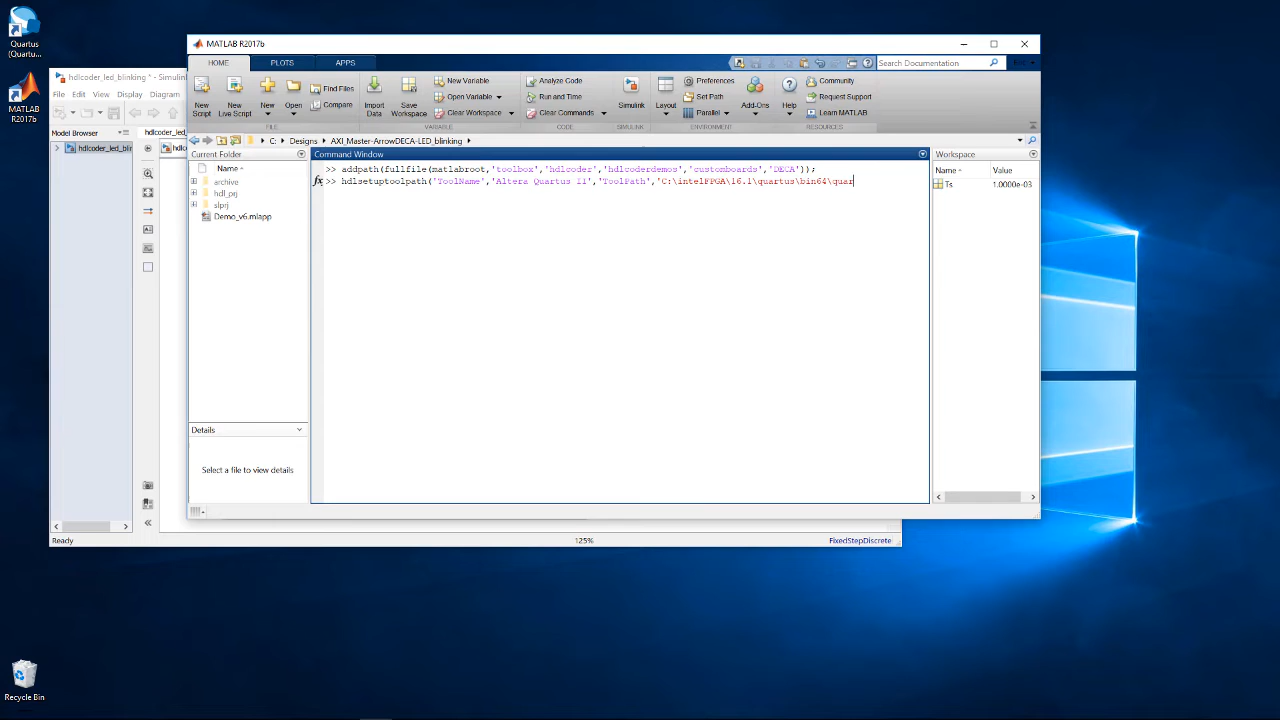 Quartus
(Quartu...
MATLAB
R2017b
hdlcoder_led_blinking * - Simulink
File Edit View Display Diagram
Model Browser
hdlcoder_led_
hdlcoder_led_blin
hdlc
Ready
125%
FixedStepDiscrete
MATLAB R2017b
HOME PLOTS APPS
Search Documentation
New Script
New Live Script
New
Open
Find Files
Compare
FILE
Import Data
Save Workspace
New Variable
Open Variable
Clear Workspace
VARIABLE
Analyze Code
Run and Time
Clear Commands
CODE
Simulink
SIMULINK
Layout
Preferences
Set Path
Parallel
ENVIRONMENT
Add-Ons
Help
Community
Request Support
Learn MATLAB
RESOURCES
C: Designs AXI_Master-ArrowDECA-LED_blinking
Current Folder
Name
archive
hdl_prj
slprj
Demo_v6.mlapp
Details
Select a file to view details
Command Window
>> addpath(fullfile(matlabroot,'toolbox','hdlcoder','hdlcoderdemos','customboards','DECA'));
fx >> hdlsetuptoolpath('ToolName','Altera Quartus II','ToolPath','C:\intelFPGA\16.1\quartus\bin64\quar
Workspace
Name Value
Ts 1.0000e-03
Recycle Bin